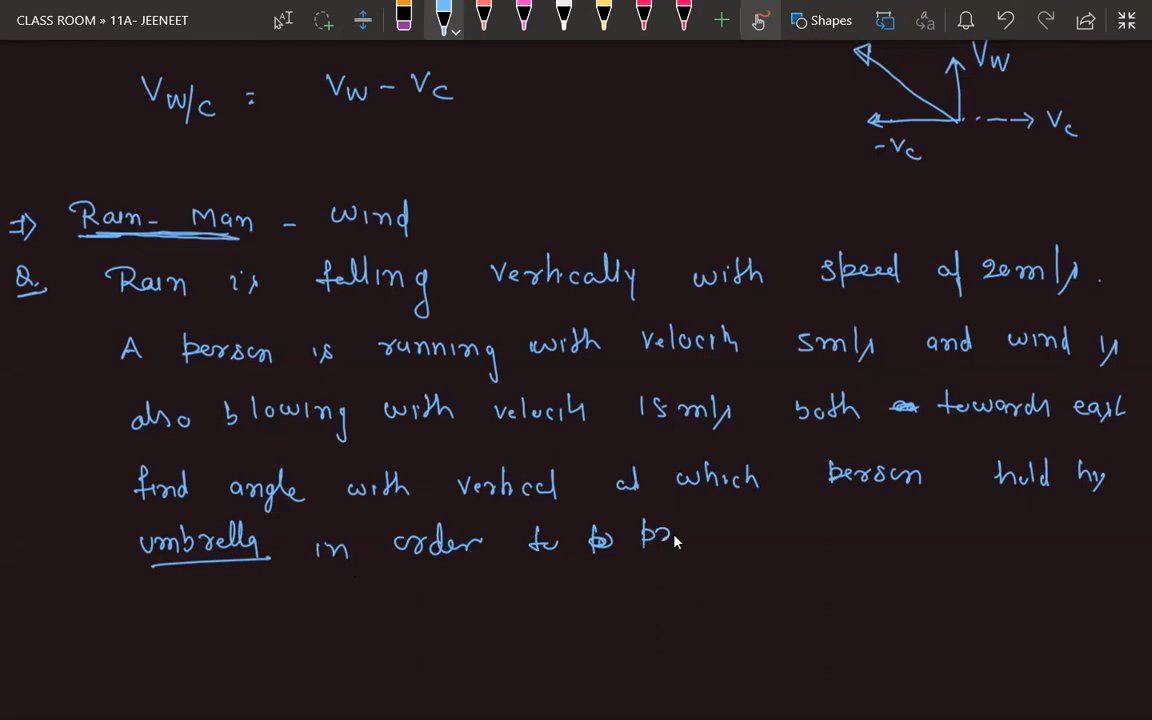 CLASS ROOM » 11A- JEENEET
Shapes
V W/C = VW - VC
VW
VC
-VC
⇒ Rain- Man - wind
Q. Rain is falling vertically with speed of 20m/s.
A person is running with velocity 5m/s and wind is
also blowing with velocity 15m/s both towards east
find angle with vertical at which person hold his
umbrella in order to